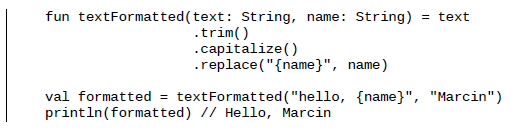 fun textFormatted(text: String, name: String) = text
.trim()
.capitalize()
.replace("{name}", name)
val formatted = textFormatted("hello, {name}", "Marcin")
println(formatted) // Hello, Marcin